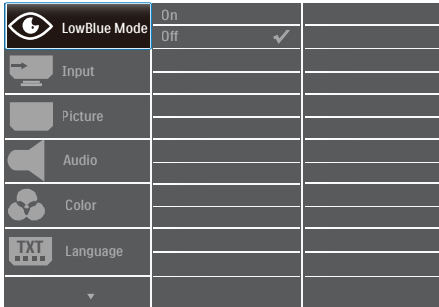 LowBlue Mode
On
Off
Input
Picture
Audio
Color
TXT
Language